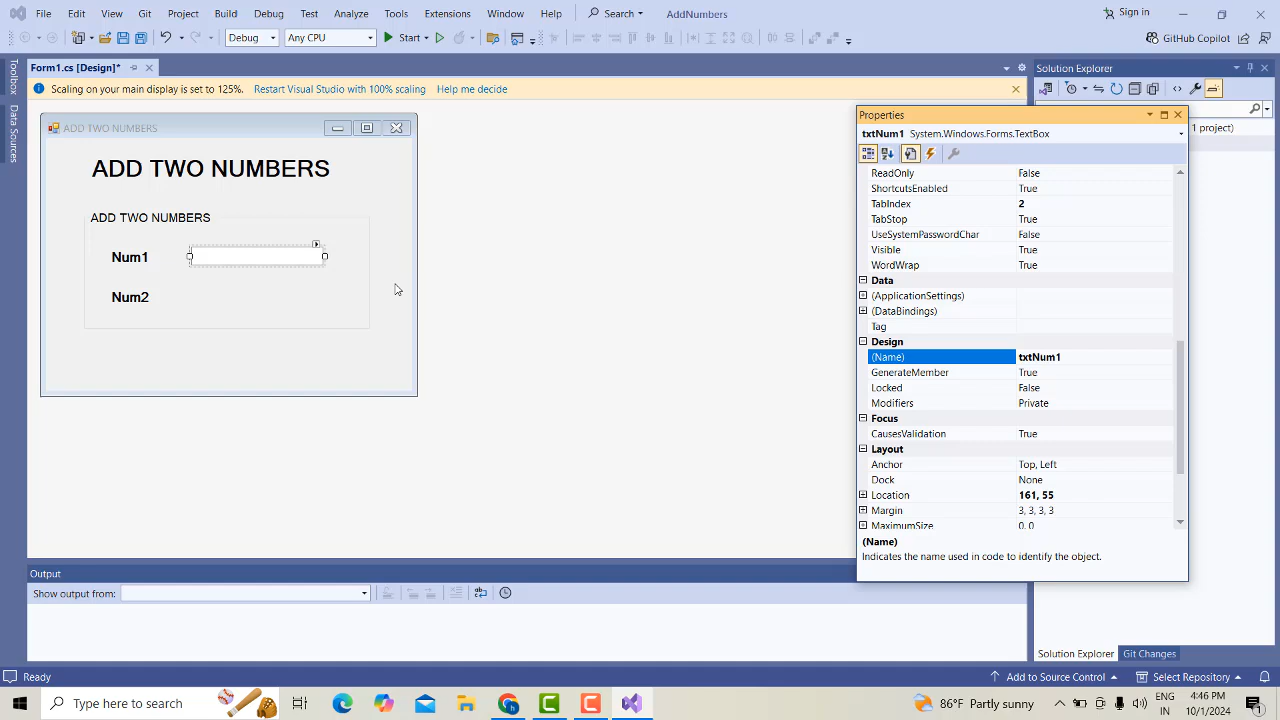 File Edit View Git Project Build Debug Test Analyze Tools Extensions Window Help Search AddNumbers Sign in
Debug Any CPU Start GitHub Copilot
Toolbox
Data Sources
Form1.cs [Design]* Solution Explorer
Scaling on your main display is set to 125%. Restart Visual Studio with 100% scaling Help me decide
Properties
ADD TWO NUMBERS
txtNum1 System.Windows.Forms.TextBox
1 project)
ADD TWO NUMBERS
ReadOnly False
ShortcutsEnabled True
TabIndex 2
ADD TWO NUMBERS
TabStop True
UseSystemPasswordChar False
Visible True
Num1
WordWrap True
Data
(ApplicationSettings)
Num2
(DataBindings)
Tag
Design
(Name) txtNum1
GenerateMember True
Locked False
Modifiers Private
Focus
CausesValidation True
Layout
Anchor Top, Left
Dock None
Location 161, 55
Margin 3, 3, 3, 3
MaximumSize 0, 0
(Name)
Indicates the name used in code to identify the object.
Output
Show output from:
Solution Explorer Git Changes
Ready Add to Source Control Select Repository
Type here to search 86°F Partly sunny ENG IN 4:46 PM 10/1/2024